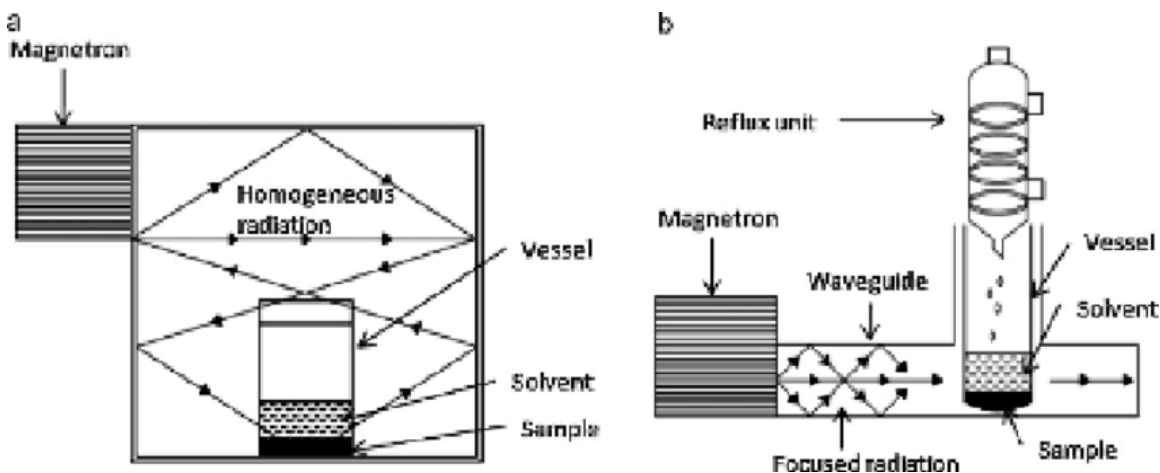 a
Magnetron
Homogeneous
radiation
Vessel
Solvent
Sample
b
Reflux unit
Magnetron
Waveguide
Vessel
Solvent
Sample
Focused radiation